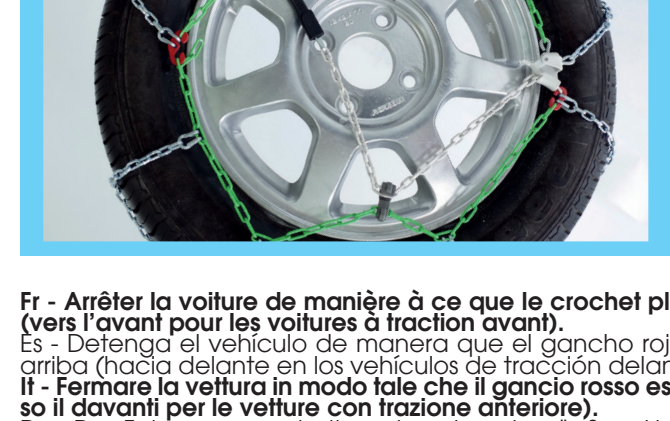 Fr - Arrêter la voiture de manière à ce que le crochet pl
(vers l'avant pour les voitures à traction avant).
Es - Detenga el vehículo de manera que el gancho roj
arriba (hacia delante en los vehículos de tracción delan
It - Fermare la vettura in modo tale che il gancio rosso es
so il davanti per le vetture con trazione anteriore).